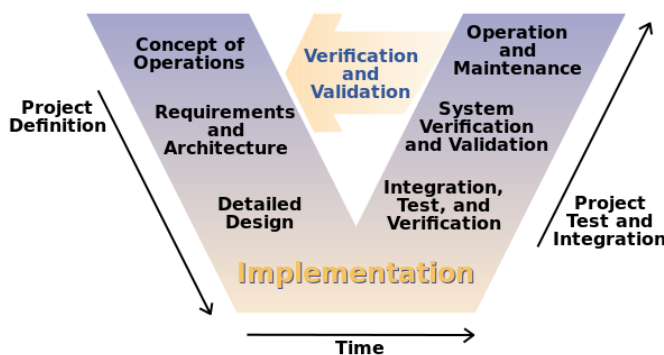 Concept of
Operations
Verification
and
Validation
Operation
and
Maintenance
Project
Definition
Requirements
and
Architecture
System
Verification
and Validation
Detailed
Design
Integration,
Test, and
Verification
Project
Test and
Integration
Implementation
Time